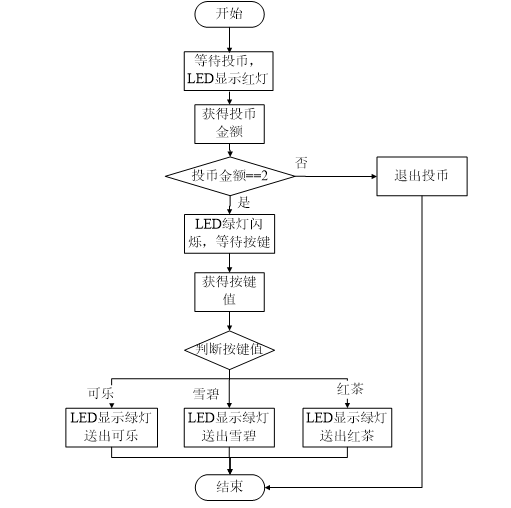 开始
等待投币，
LED显示红灯
获得投币
金额
投币金额==2
否
退出投币
是
LED绿灯闪
烁，等待按键
获得按键
值
判断按键值
可乐
雪碧
红茶
LED显示绿灯
送出可乐
LED显示绿灯
送出雪碧
LED显示绿灯
送出红茶
结束